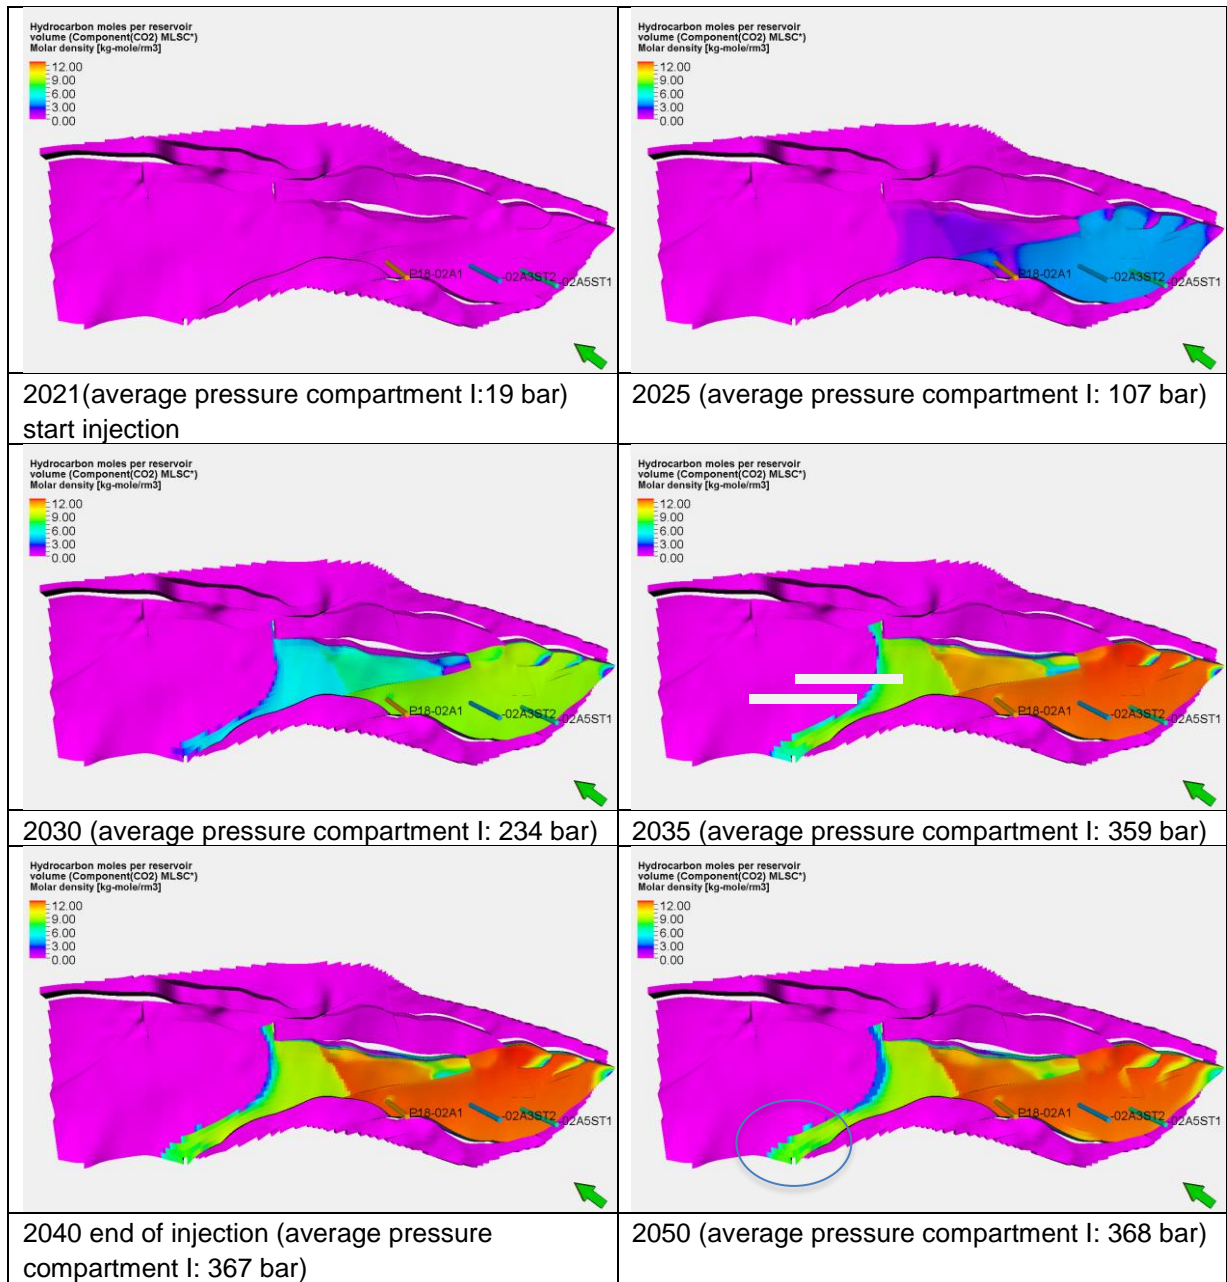 Hydrocarbon moles per reservoir
volume (Component(CO2) MLSC*)
Molar density [kg-mole/rm3]
12.00
9.00
6.00
3.00
0.00
P18-02A1
-02A3ST2
-02A5ST1
2021(average pressure compartment I:19 bar)
start injection
Hydrocarbon moles per reservoir
volume (Component(CO2) MLSC*)
Molar density [kg-mole/rm3]
12.00
9.00
6.00
3.00
0.00
P18-02A1
-02A3ST2
-02A5ST1
2025 (average pressure compartment I: 107 bar)
Hydrocarbon moles per reservoir
volume (Component(CO2) MLSC*)
Molar density [kg-mole/rm3]
12.00
9.00
6.00
3.00
0.00
P18-02A1
-02A3ST2
-02A5ST1
2030 (average pressure compartment I: 234 bar)
Hydrocarbon moles per reservoir
volume (Component(CO2) MLSC*)
Molar density [kg-mole/rm3]
12.00
9.00
6.00
3.00
0.00
P18-02A1
-02A3ST2
-02A5ST1
2035 (average pressure compartment I: 359 bar)
Hydrocarbon moles per reservoir
volume (Component(CO2) MLSC*)
Molar density [kg-mole/rm3]
12.00
9.00
6.00
3.00
0.00
P18-02A1
-02A3ST2
-02A5ST1
2040 end of injection (average pressure
compartment I: 367 bar)
Hydrocarbon moles per reservoir
volume (Component(CO2) MLSC*)
Molar density [kg-mole/rm3]
12.00
9.00
6.00
3.00
0.00
P18-02A1
-02A3ST2
-02A5ST1
2050 (average pressure compartment I: 368 bar)